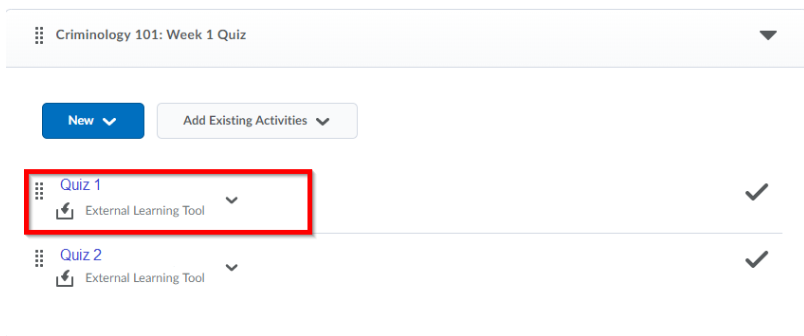 Criminology 101: Week 1 Quiz
New
Add Existing Activities
Quiz 1
External Learning Tool
Quiz 2
External Learning Tool